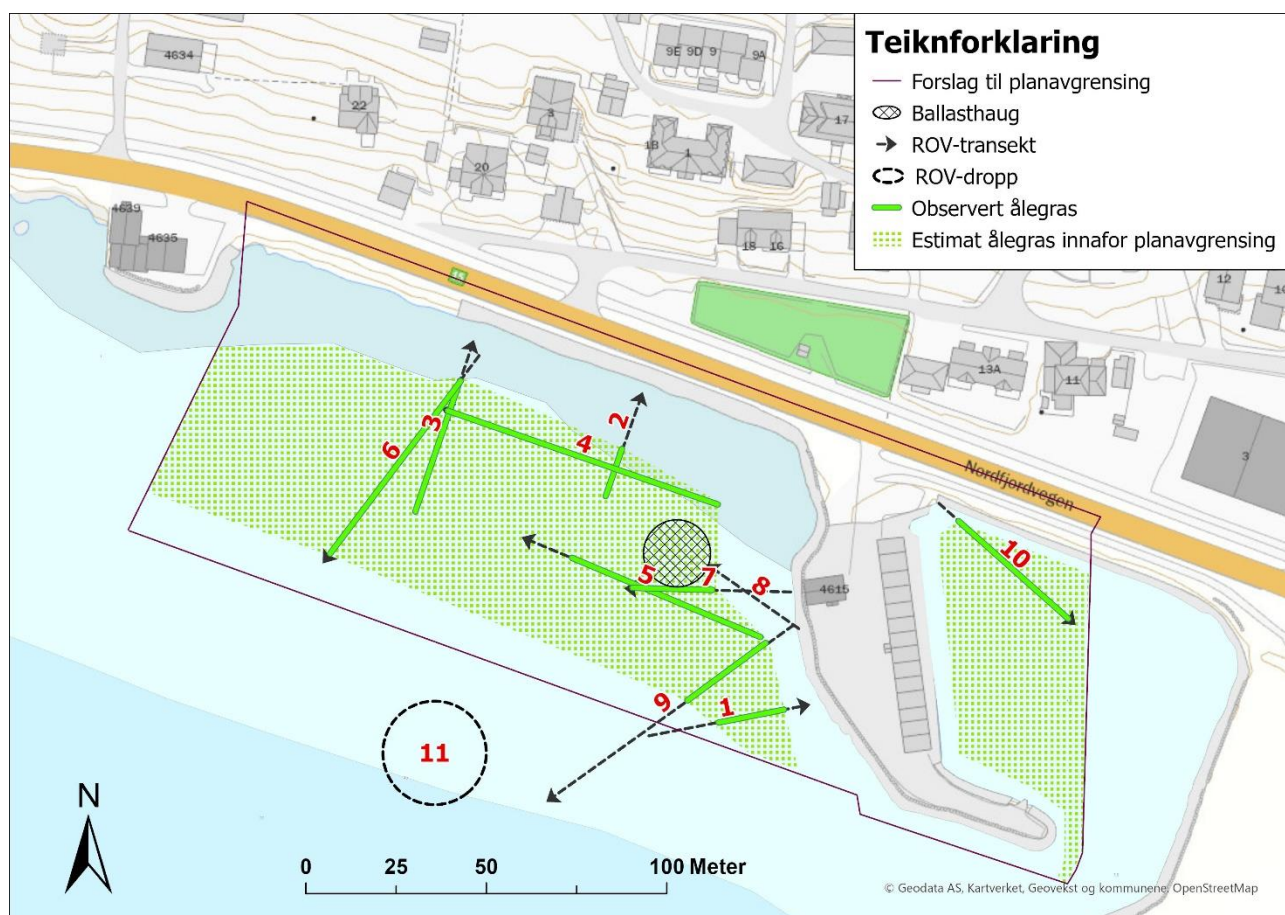 Teiknforklaring
Forslag til planavgrensing
Ballasthaug
ROV-transekt
ROV-dropp
Observert ålegras
Estimat ålegras innafor planavgrensing
4634
9E 9D 9 9A
22
3
17
1B 1
20
4639
4635
18 16
12
13A
11
3
Nordfjordvegen
2
3
4
6
10
5 7 8
4615
9 1
11
N
0 25 50 100 Meter
© Geodata AS, Kartverket, Geovekst og kommunene, OpenStreetMap